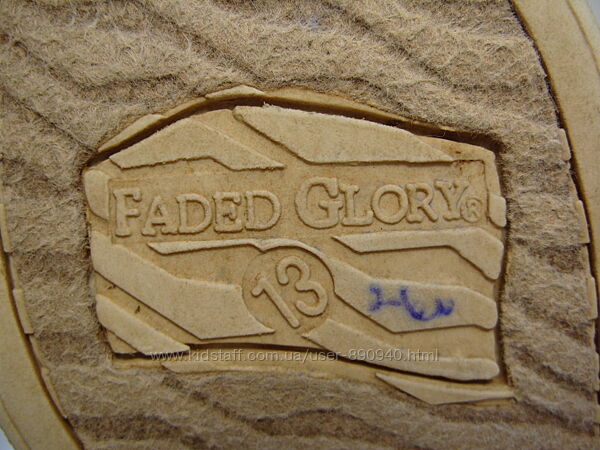 FADED GLORY®
13
www.kidstaff.com.ua/user-890940.html